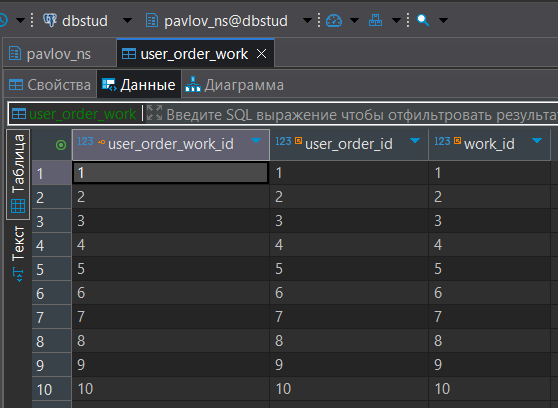 dbstud pavlov_ns@dbstud
pavlov_ns user_order_work
Свойства Данные Диаграмма
user_order_work Введите SQL выражение чтобы отфильтровать результа
Таблица
Текст
123 user_order_work_id 123 user_order_id 123 work_id
1 1 1 1
2 2 2 2
3 3 3 3
4 4 4 4
5 5 5 5
6 6 6 6
7 7 7 7
8 8 8 8
9 9 9 9
10 10 10 10